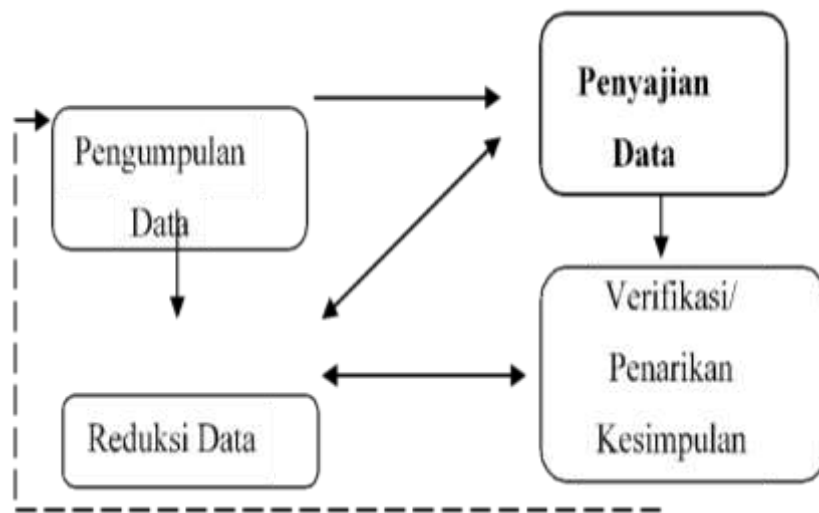 Pengumpulan
Data
Penyajian
Data
Reduksi Data
Verifikasi/
Penarikan
Kesimpulan